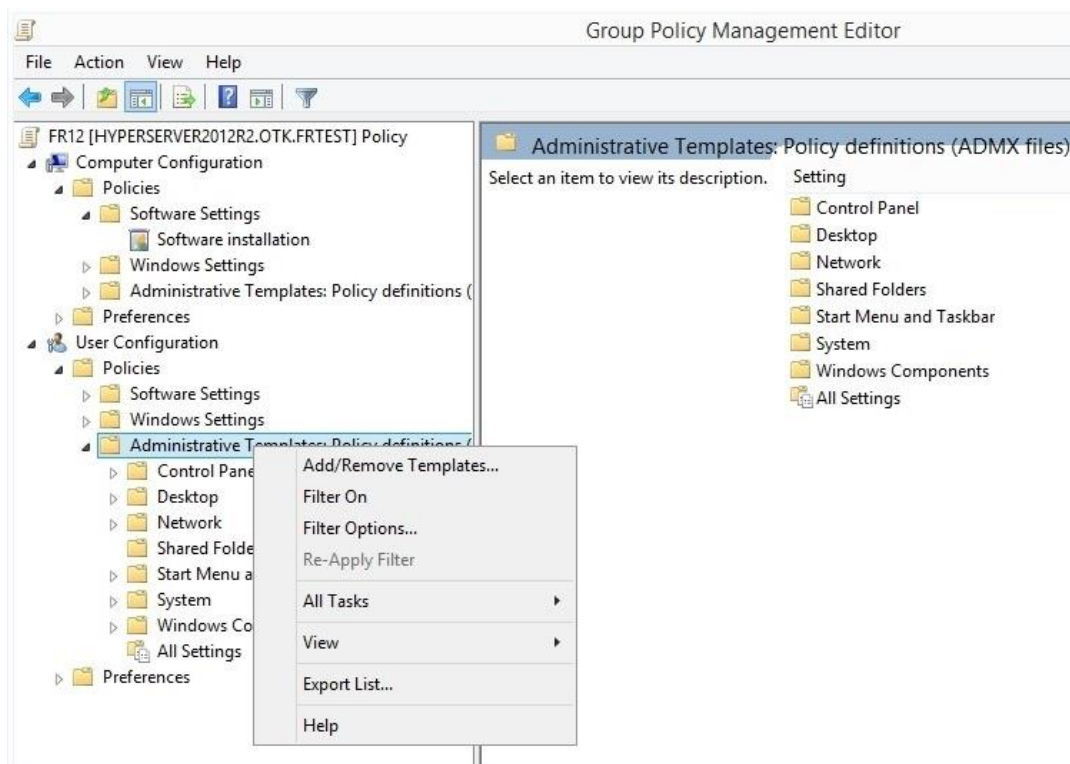 Group Policy Management Editor
File Action View Help
FR12 [HYPERSERVER2012R2.OTK.FRTEST] Policy
Computer Configuration
Policies
Software Settings
Software installation
Windows Settings
Administrative Templates: Policy definitions (
Preferences
User Configuration
Policies
Software Settings
Windows Settings
Administrative Templates: Policy definitions (
Control Pane
Desktop
Network
Shared Folde
Start Menu a
System
Windows Co
All Settings
Preferences
Add/Remove Templates...
Filter On
Filter Options...
Re-Apply Filter
All Tasks
View
Export List...
Help
Administrative Templates: Policy definitions (ADMX files)
Select an item to view its description.
Setting
Control Panel
Desktop
Network
Shared Folders
Start Menu and Taskbar
System
Windows Components
All Settings